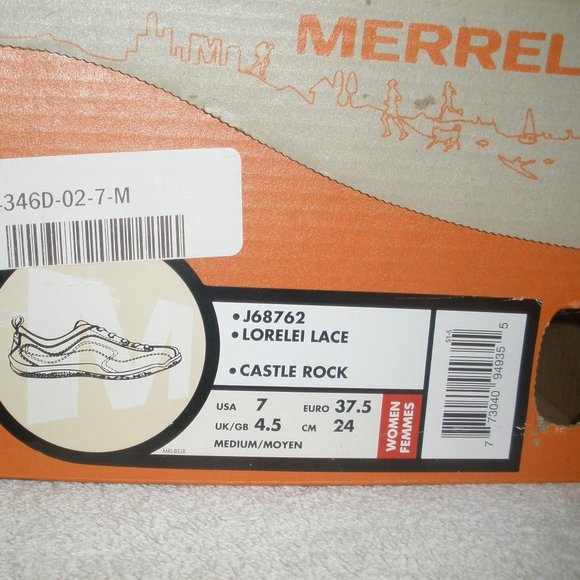 MERREL
346D-02-7-M
• J68762
• LORELEI LACE
• CASTLE ROCK
USA 7 EURO 37.5
UK/GB 4.5 CM 24
MEDIUM/MOYEN
WOMEN
FEMMES
7 73040 94935 5